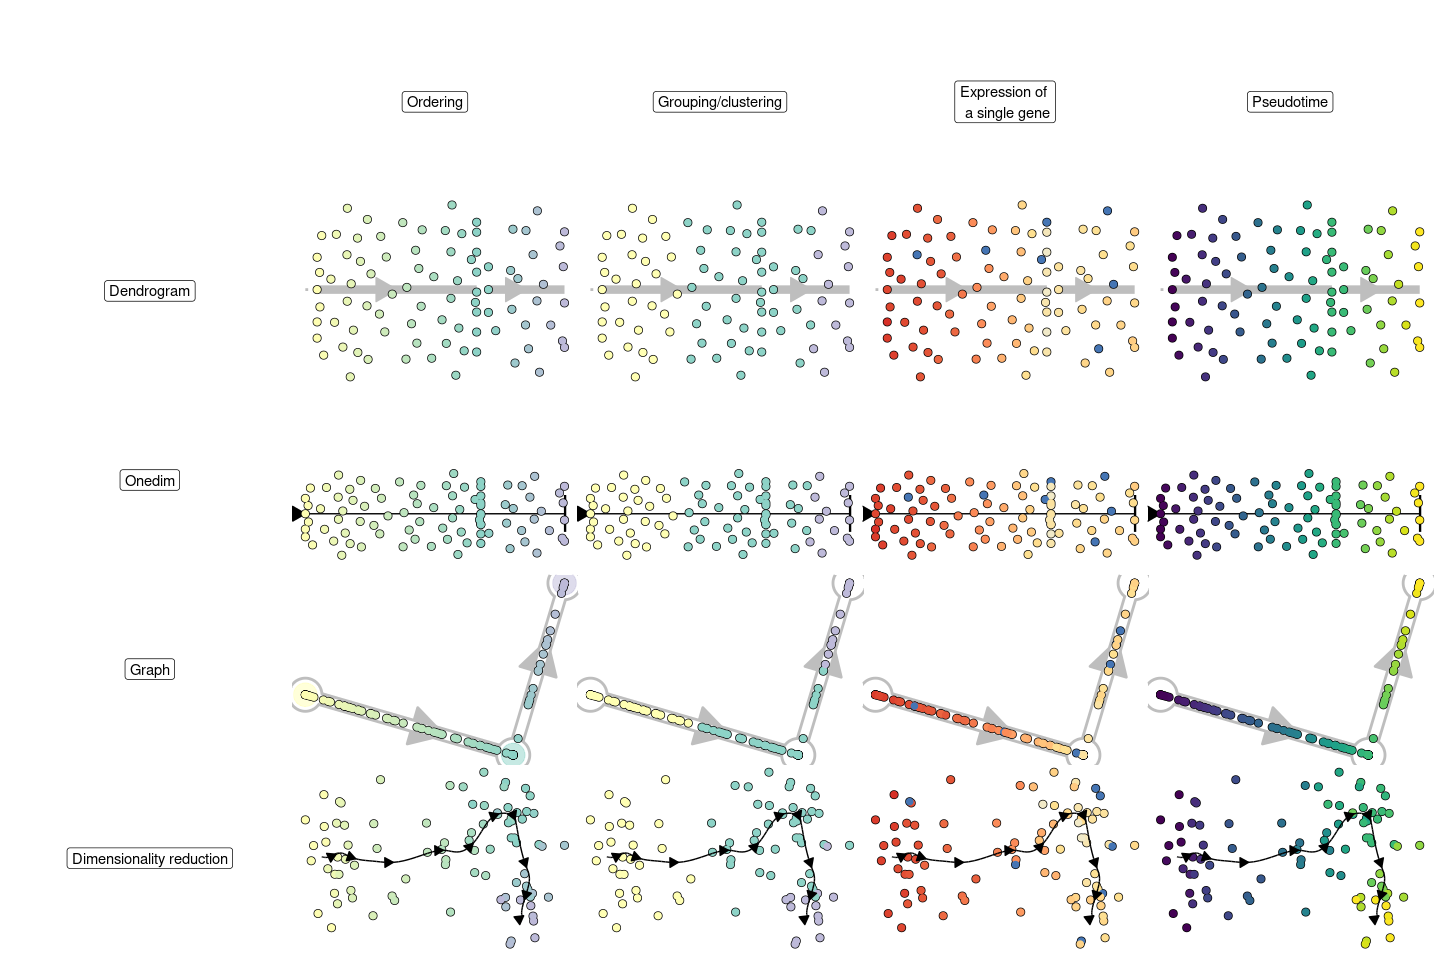 Ordering
Grouping/clustering
Expression of
a single gene
Pseudotime
Dendrogram
Onedim
Graph
Dimensionality reduction